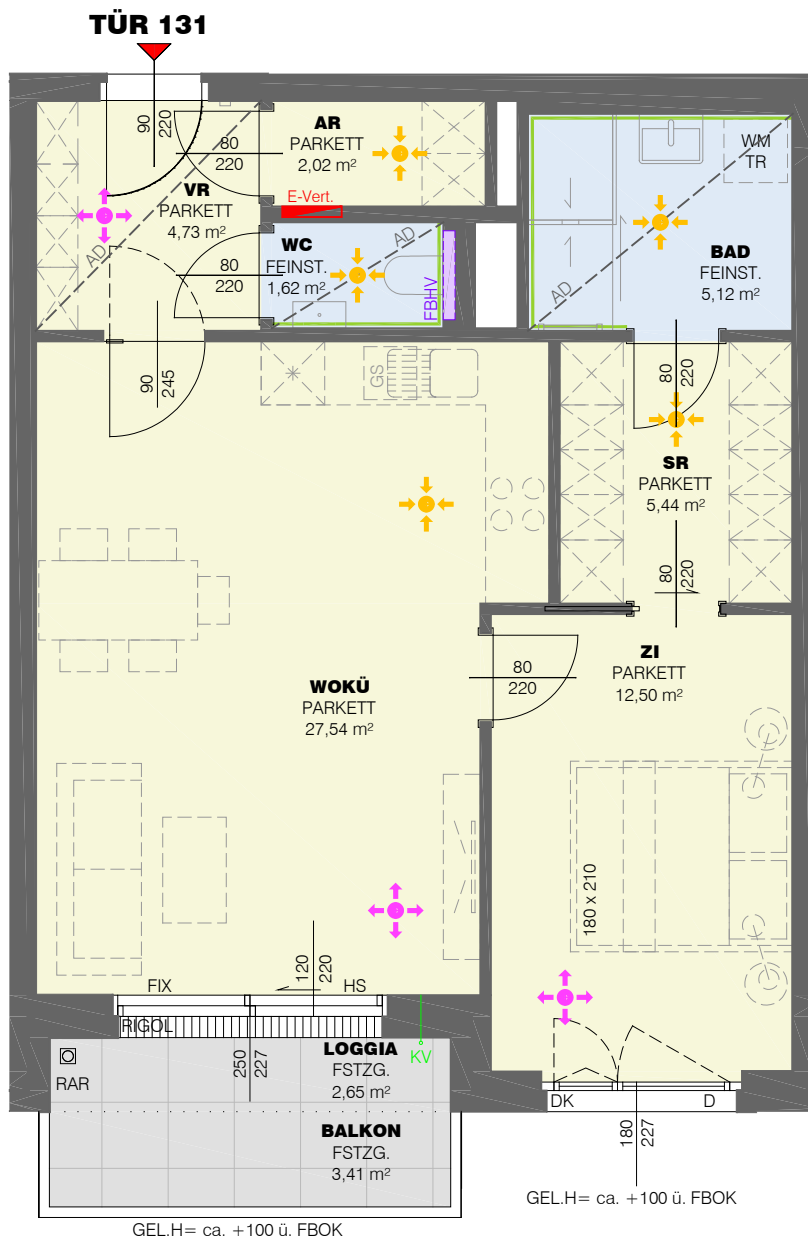 TÜR 131
90
220
80
220
AR
PARKETT
2,02 m²
WM
TR
VR
PARKETT
4,73 m²
AD
E-Vert.
WC
FEINST.
1,62 m²
AD
80
220
FBHV
BAD
FEINST.
5,12 m²
AD
90
245
GS
80
220
SR
PARKETT
5,44 m²
80
220
ZI
PARKETT
12,50 m²
80
220
WOKÜ
PARKETT
27,54 m²
180 x 210
120
220
FIX
HS
RIGOL
250
227
KV
RAR
LOGGIA
FSTZG.
2,65 m²
BALKON
FSTZG.
3,41 m²
DK
D
180
227
GEL.H= ca. +100 ü. FBOK
GEL.H= ca. +100 ü. FBOK